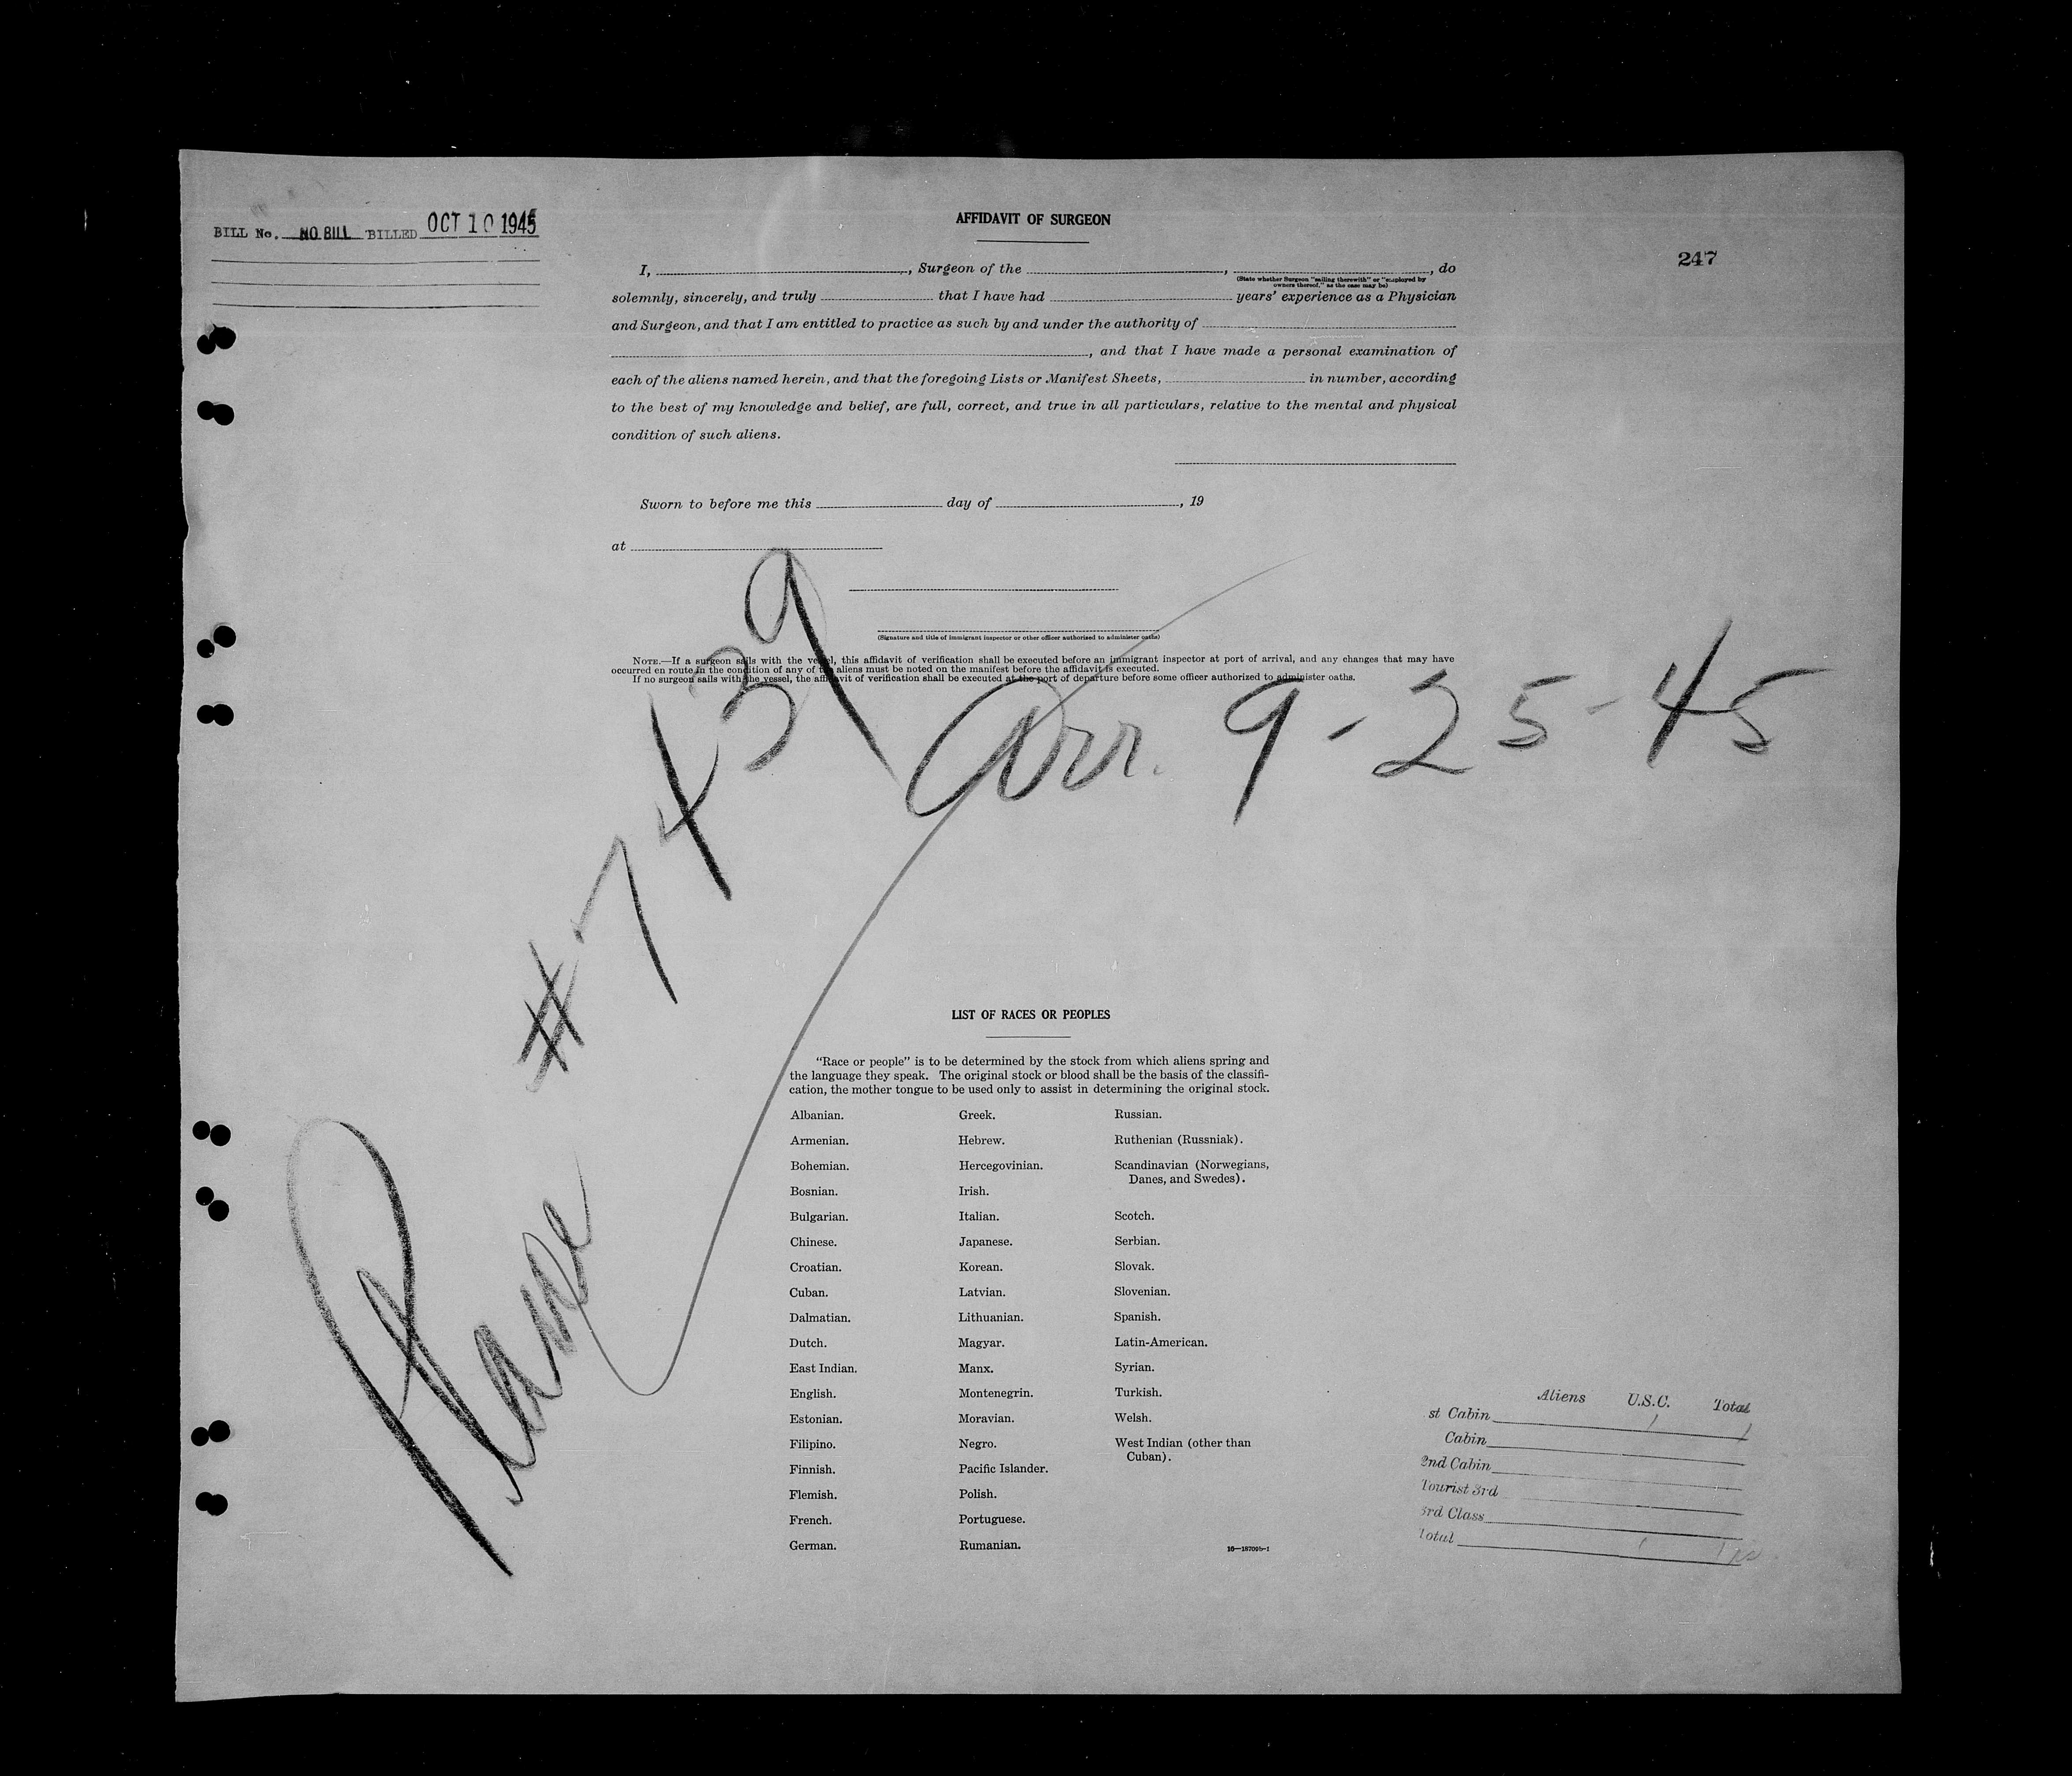 BILL No. NO BILL BILLED OCT 10 1945
AFFIDAVIT OF SURGEON
247
I, , Surgeon of the , , do
(State whether Surgeon "sailing therewith" or "employed by
owners thereof," as the case may be)
solemnly, sincerely, and truly that I have had years' experience as a Physician
and Surgeon, and that I am entitled to practice as such by and under the authority of
, and that I have made a personal examination of
each of the aliens named herein, and that the foregoing Lists or Manifest Sheets, in number, according
to the best of my knowledge and belief, are full, correct, and true in all particulars, relative to the mental and physical
condition of such aliens.
Sworn to before me this day of , 19
at
(Signature and title of immigrant inspector or other officer authorized to administer oaths)
NOTE.—If a surgeon sails with the vessel, this affidavit of verification shall be executed before an immigrant inspector at port of arrival, and any changes that may have
occurred en route in the condition of any of the aliens must be noted on the manifest before the affidavit is executed.
If no surgeon sails with the vessel, the affidavit of verification shall be executed at the port of departure before some officer authorized to administer oaths.
Plane #7439
Arr. 9-25-45
LIST OF RACES OR PEOPLES
"Race or people" is to be determined by the stock from which aliens spring and
the language they speak. The original stock or blood shall be the basis of the classifi-
cation, the mother tongue to be used only to assist in determining the original stock.
Albanian. Greek. Russian.
Armenian. Hebrew. Ruthenian (Russniak).
Bohemian. Hercegovinian. Scandinavian (Norwegians,
Danes, and Swedes).
Bosnian. Irish.
Bulgarian. Italian. Scotch.
Chinese. Japanese. Serbian.
Croatian. Korean. Slovak.
Cuban. Latvian. Slovenian.
Dalmatian. Lithuanian. Spanish.
Dutch. Magyar. Latin-American.
East Indian. Manx. Syrian.
English. Montenegrin. Turkish.
Estonian. Moravian. Welsh.
Filipino. Negro. West Indian (other than
Cuban).
Finnish. Pacific Islander.
Flemish. Polish.
French. Portuguese.
German. Rumanian.
Aliens U.S.C. Total
st Cabin 1 1
Cabin
2nd Cabin
Tourist 3rd
3rd Class
Total 1 1